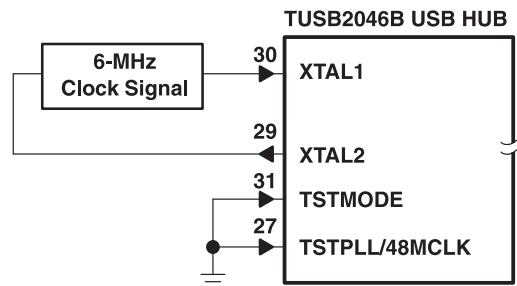 TUSB2046B USB HUB
6-MHz
Clock Signal
30
XTAL1
29
XTAL2
31
TSTMODE
27
TSTPLL/48MCLK